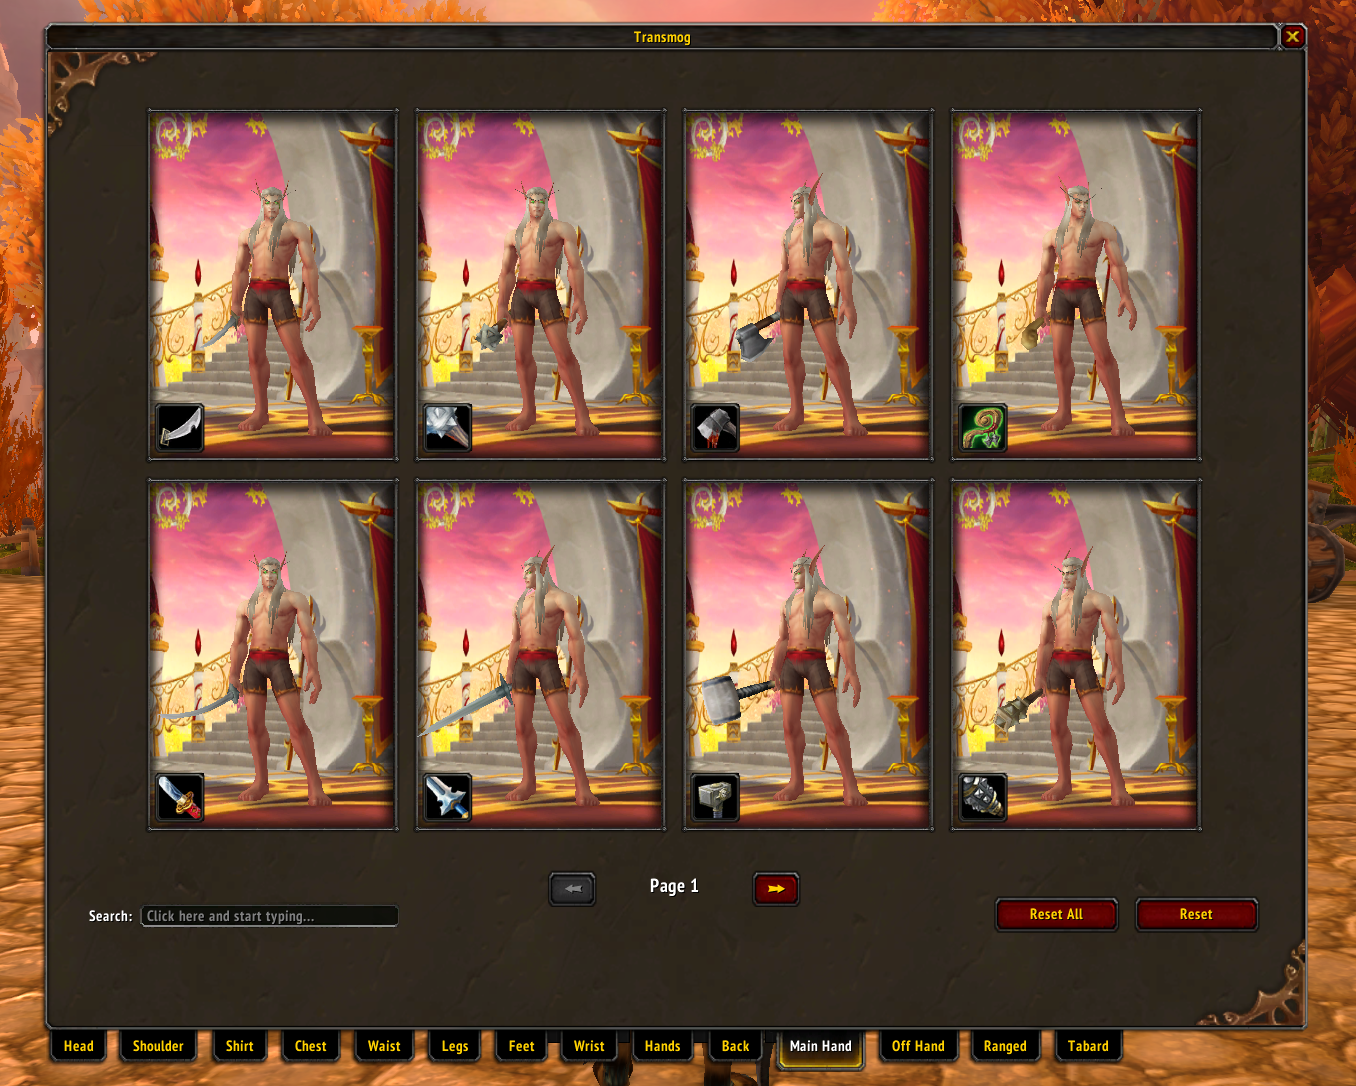 Transmog
Page 1
Search: Click here and start typing...
Reset All
Reset
Head
Shoulder
Shirt
Chest
Waist
Legs
Feet
Wrist
Hands
Back
Main Hand
Off Hand
Ranged
Tabard